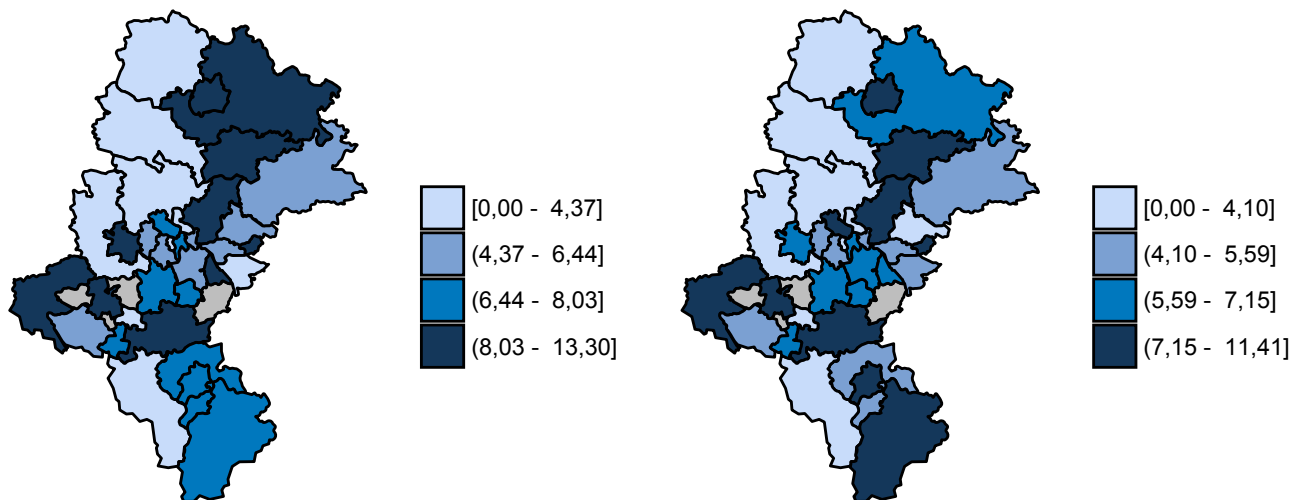 [0,00 - 4,37]
(4,37 - 6,44]
(6,44 - 8,03]
(8,03 - 13,30]
[0,00 - 4,10]
(4,10 - 5,59]
(5,59 - 7,15]
(7,15 - 11,41]